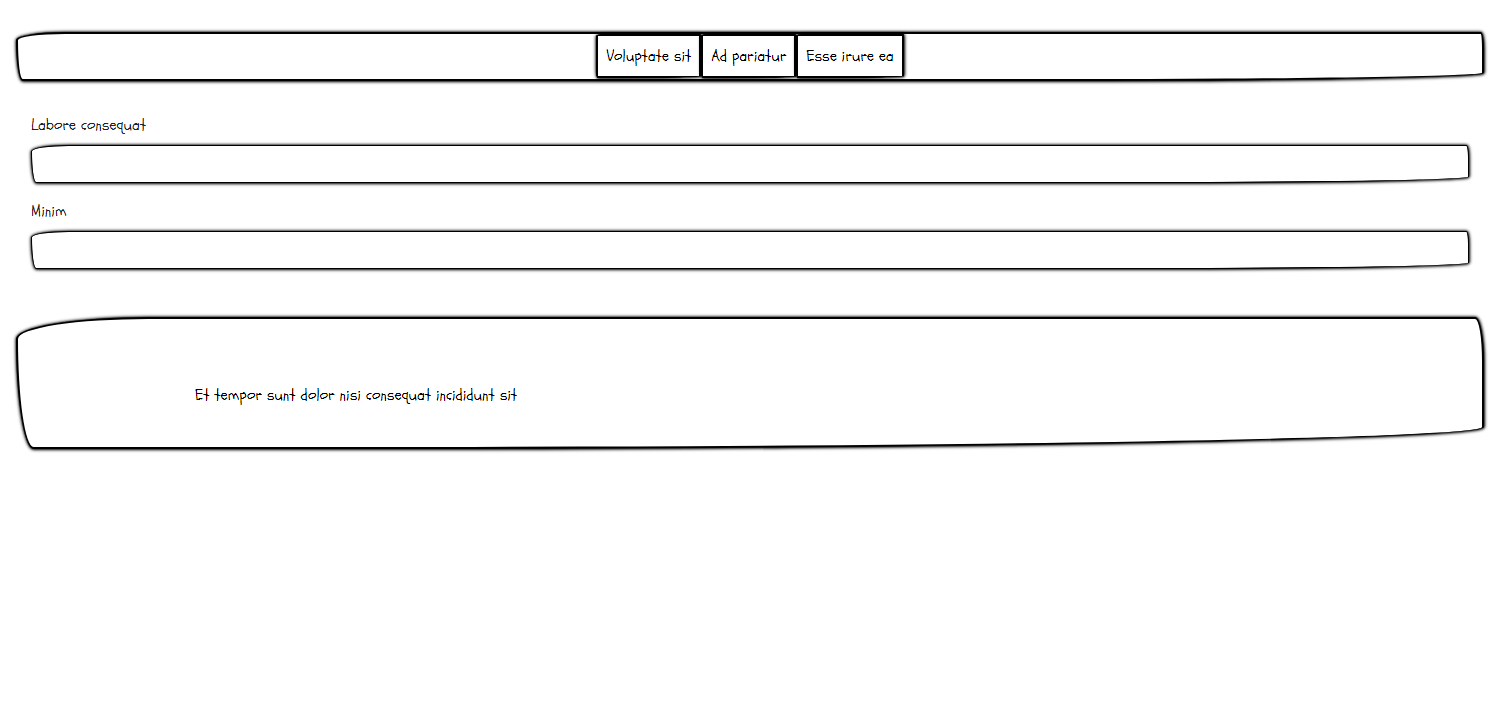 Voluptate sit Ad pariatur Esse irure ea
Labore consequat
Minim
Et tempor sunt dolor nisi consequat incididunt sit